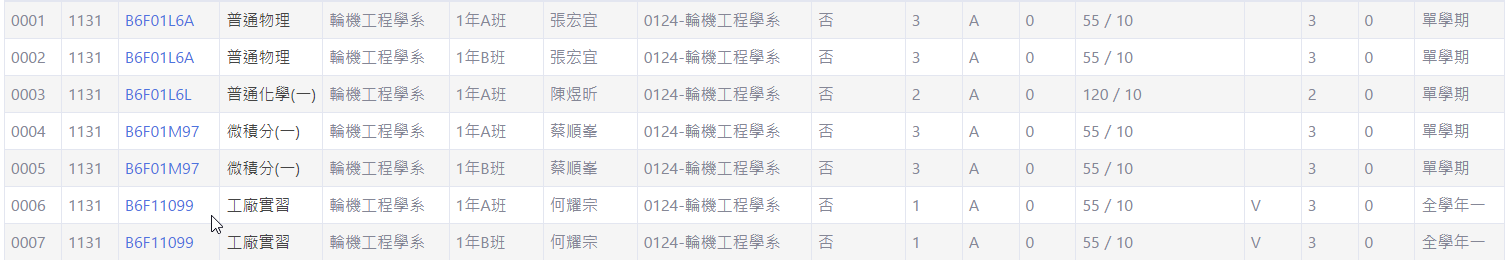 0001 1131 B6F01L6A 普通物理 輪機工程學系 1年A班 張宏宜 0124-輪機工程學系 否 3 A 0 55 / 10 3 0 單學期
0002 1131 B6F01L6A 普通物理 輪機工程學系 1年B班 張宏宜 0124-輪機工程學系 否 3 A 0 55 / 10 3 0 單學期
0003 1131 B6F01L6L 普通化學(一) 輪機工程學系 1年A班 陳煜昕 0124-輪機工程學系 否 2 A 0 120 / 10 2 0 單學期
0004 1131 B6F01M97 微積分(一) 輪機工程學系 1年A班 蔡順峯 0124-輪機工程學系 否 3 A 0 55 / 10 3 0 單學期
0005 1131 B6F01M97 微積分(一) 輪機工程學系 1年B班 蔡順峯 0124-輪機工程學系 否 3 A 0 55 / 10 3 0 單學期
0006 1131 B6F11099 工廠實習 輪機工程學系 1年A班 何耀宗 0124-輪機工程學系 否 1 A 0 55 / 10 V 3 0 全學年一
0007 1131 B6F11099 工廠實習 輪機工程學系 1年B班 何耀宗 0124-輪機工程學系 否 1 A 0 55 / 10 V 3 0 全學年一